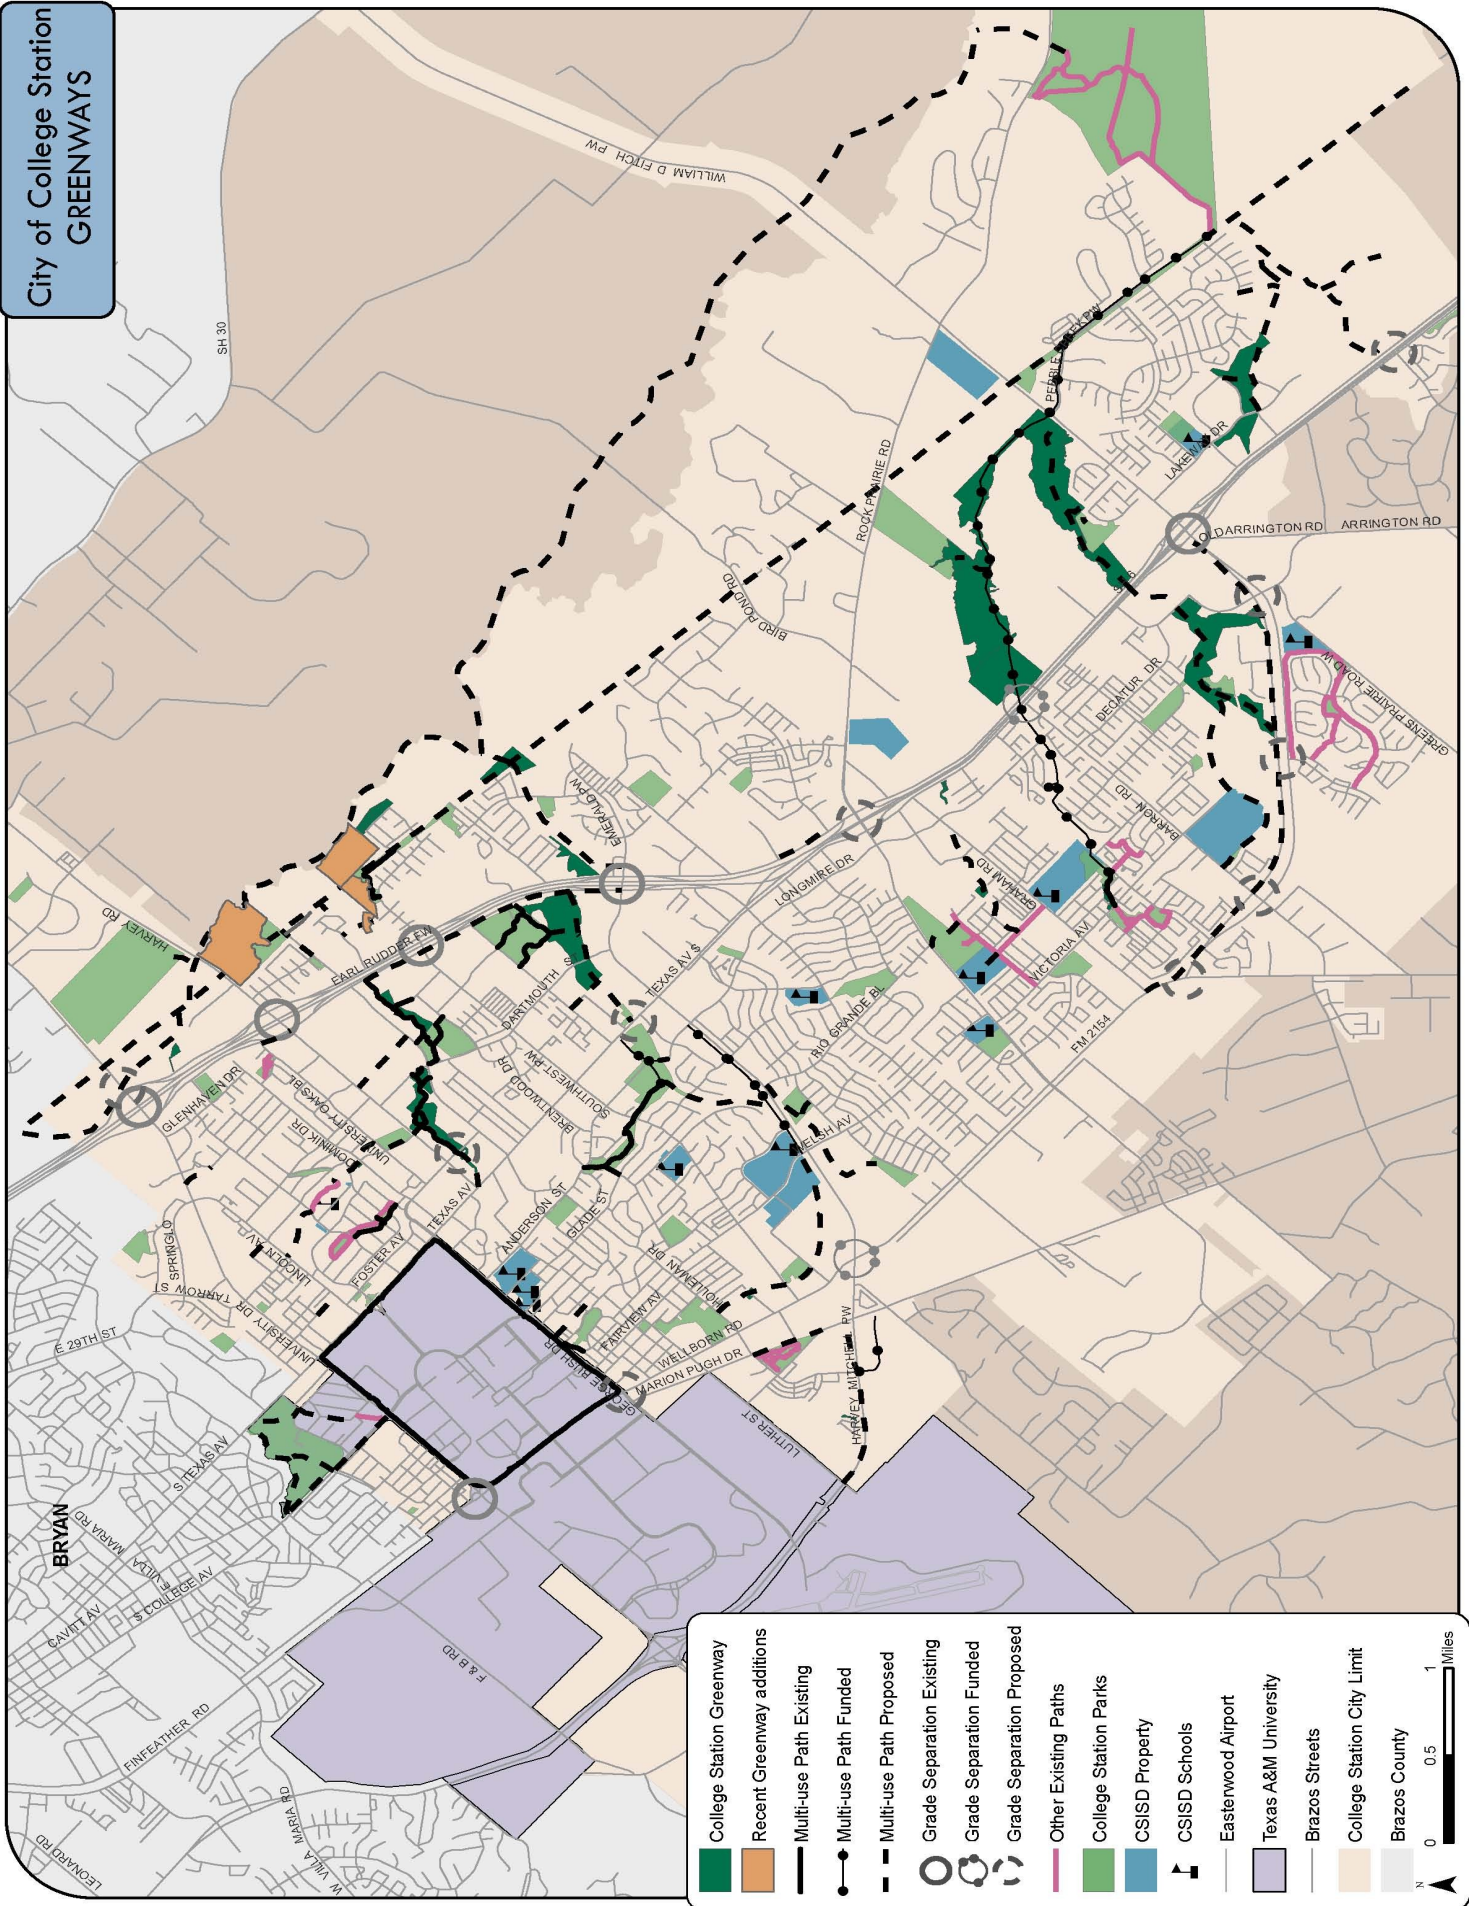 City of College Station
GREENWAYS
SH 30
WILLIAM D FITCH PW
HARVEY RD
EARL RUDDER FW
GLENHAVEN DR
UNIVERSITY OAKS BL
DOMINIK DR
UNIVERSITY
DARTMOUTH ST
BRENTWOOD DR
SOUTHWEST PW
TEXAS AV S
TEXAS AV
ANDERSON ST
GLADE ST
HOLLEMAN DR
FAIRVIEW AV
WELLBORN RD
MARION PUGH DR
LUTHER ST
HARVEY MITCHELL PW
WELSH AV
RIO GRANDE BL
LONGMIRE DR
EMERALD PW
BIRD POND RD
ROCK PRAIRIE RD
PEBBLE
LAKEWAY DR
OLD ARRINGTON RD
ARRINGTON RD
DECATUR DR
GREENS PRAIRIE ROAD W
BARRON RD
GRAHAM RD
VICTORIA AV
FM 2154
LINCOLN AV
FOSTER AV
TARROW ST
UNIVERSITY DR
E 29TH ST
S TEXAS AV
BRYAN
MARIA RD
E VILLA
S COLLEGE AV
CAVITT AV
FINFEATHER RD
LEONARD RD
W VILLA MARIA RD
F & B RD
College Station Greenway
Recent Greenway additions
Multi-use Path Existing
Multi-use Path Funded
Multi-use Path Proposed
Grade Separation Existing
Grade Separation Funded
Grade Separation Proposed
Other Existing Paths
College Station Parks
CSISD Property
CSISD Schools
Easterwood Airport
Texas A&M University
Brazos Streets
College Station City Limit
Brazos County
N
0 0.5 1
Miles